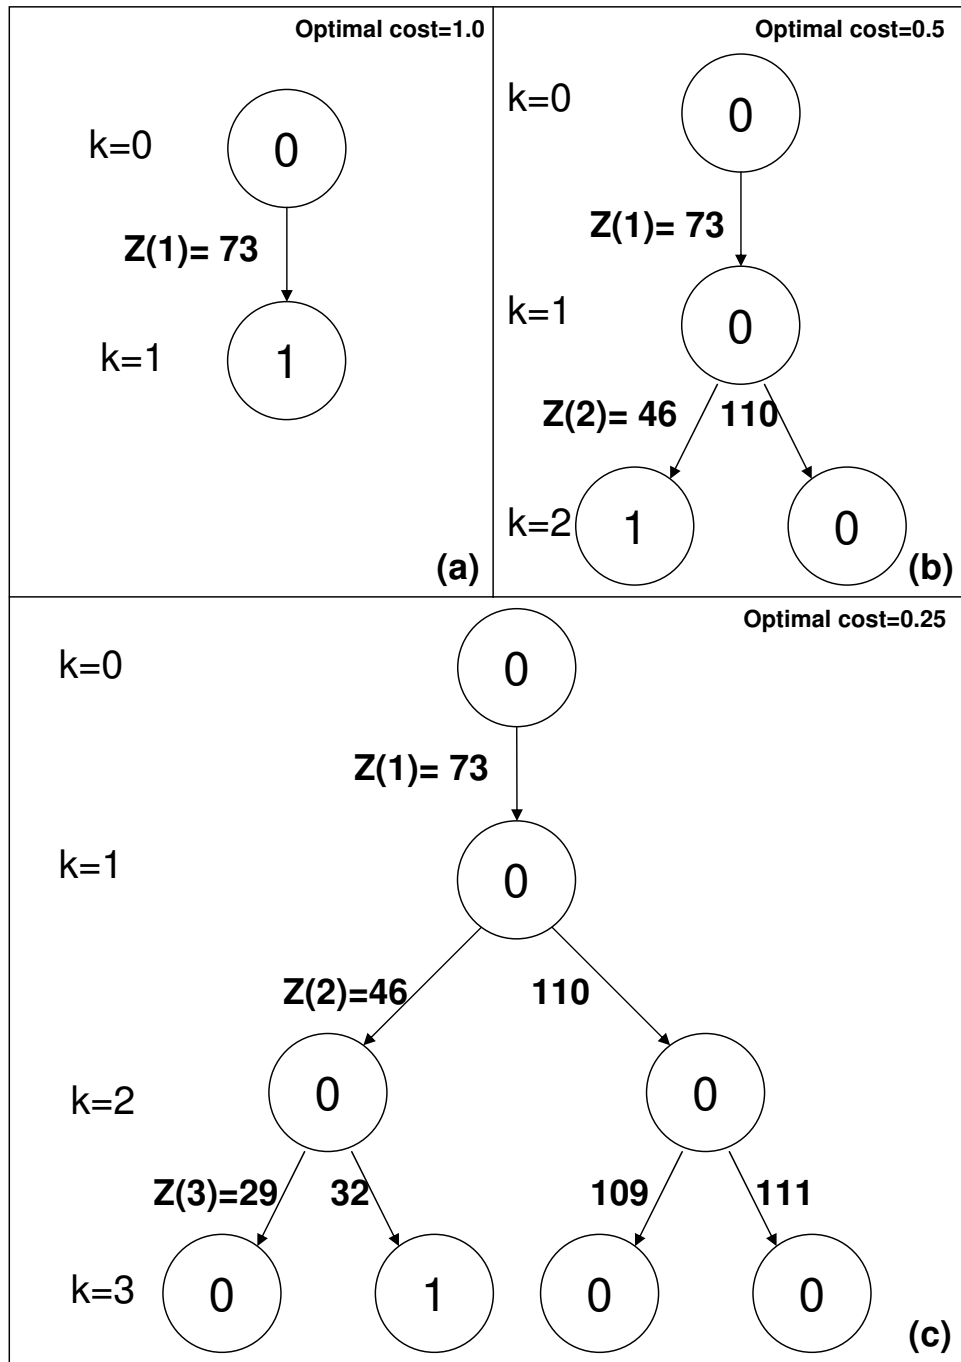 Optimal cost=1.0
k=0
0
Z(1)= 73
k=1
1
(a)
Optimal cost=0.5
k=0
0
Z(1)= 73
k=1
0
Z(2)= 46
110
k=2
1
0
(b)
Optimal cost=0.25
k=0
0
Z(1)= 73
k=1
0
Z(2)=46
110
k=2
0
0
Z(3)=29
32
109
111
k=3
0
1
0
0
(c)